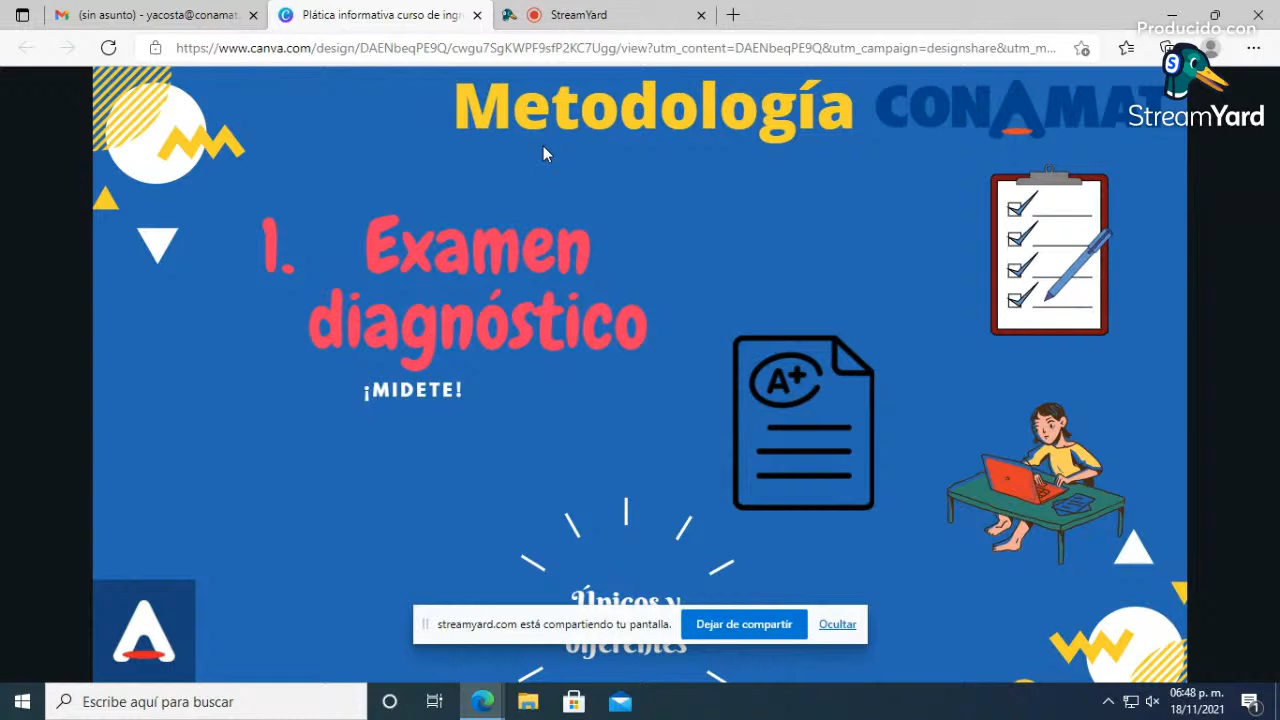 (sin asunto) - yacosta@conamat
Plática informativa curso de ingr
StreamYard
https://www.canva.com/design/DAENbeqPE9Q/cwgu7SgKWPF9sfP2KC7Ugg/view?utm_content=DAENbeqPE9Q&utm_campaign=designshare&utm_m...
Producido con
StreamYard
Metodología
CONAMAT
1. Examen
diagnóstico
¡MIDETE!
A+
Únicos y
diferentes
streamyard.com está compartiendo tu pantalla.
Dejar de compartir
Ocultar
Escribe aquí para buscar
06:48 p. m.
18/11/2021
1